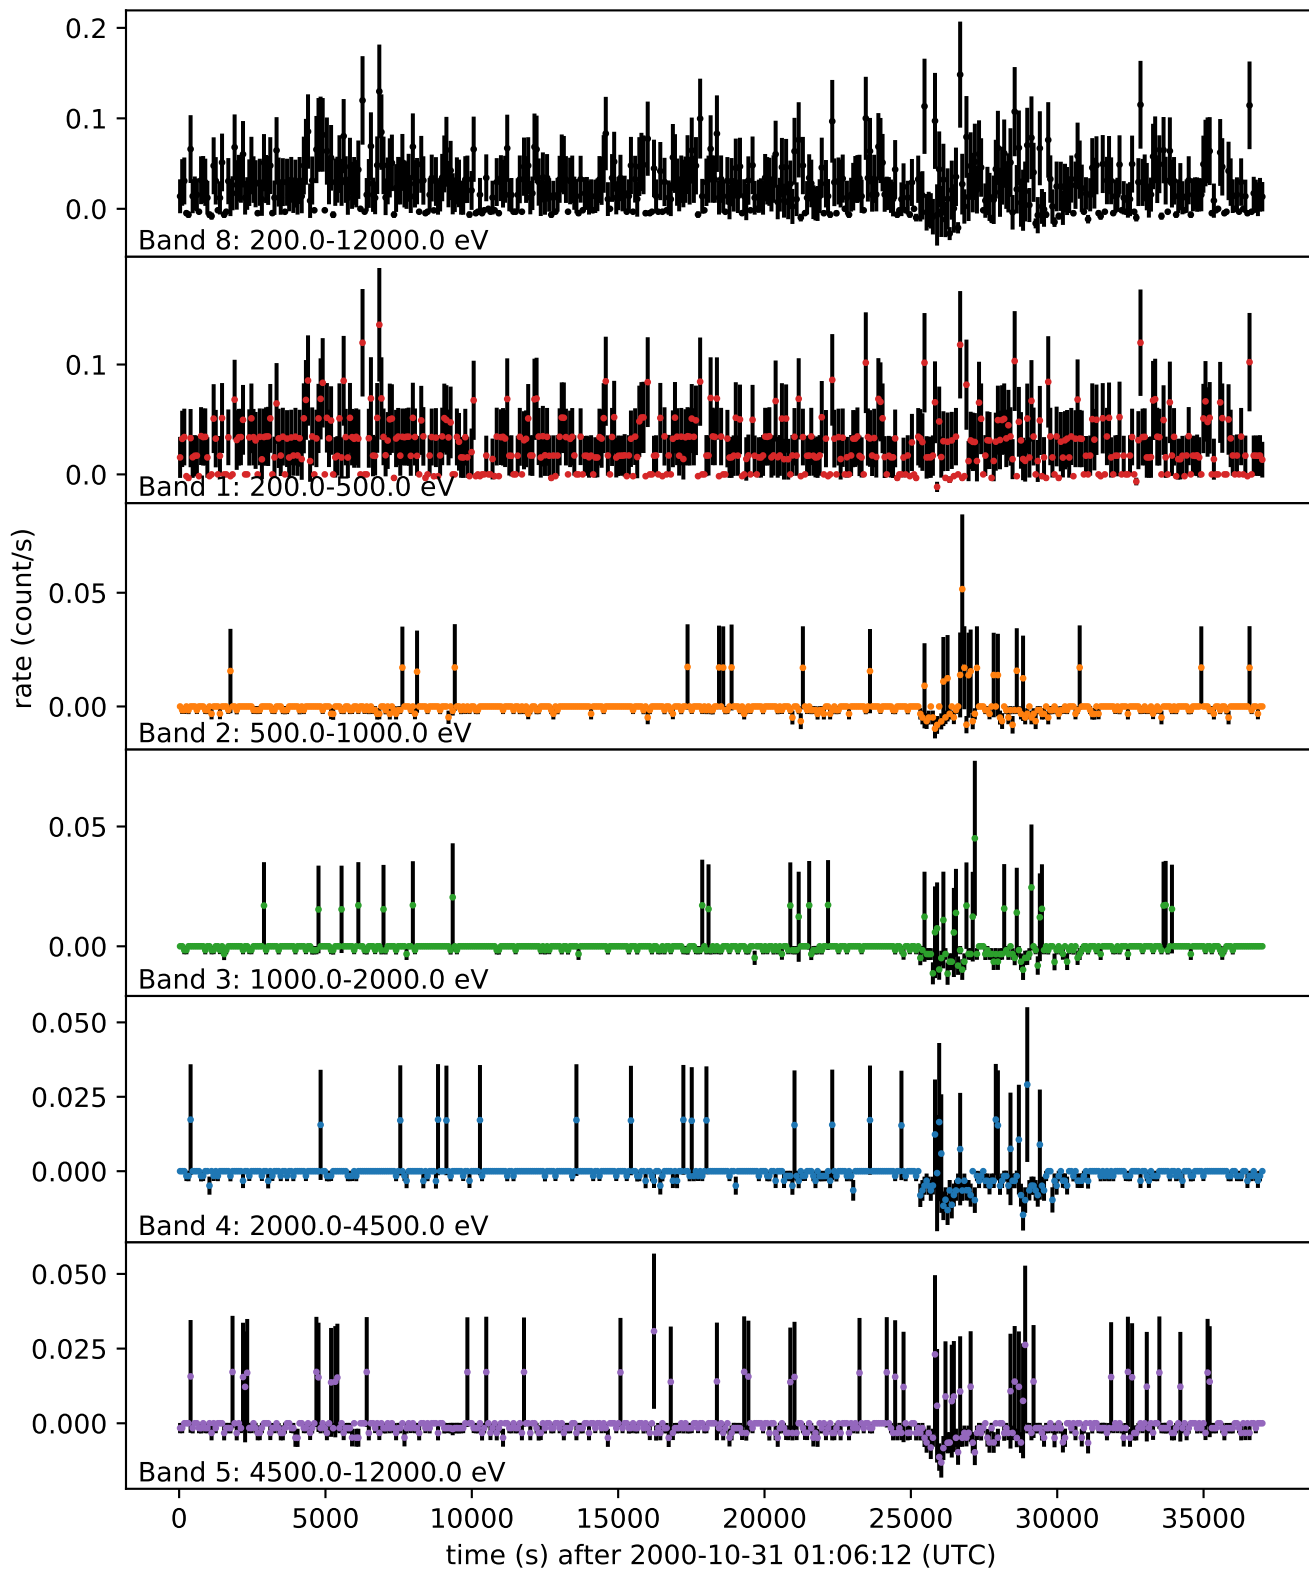 0.2
0.1
0.0
Band 8: 200.0-12000.0 eV
0.1
0.0
Band 1: 200.0-500.0 eV
rate (count/s)
0.05
0.00
Band 2: 500.0-1000.0 eV
0.05
0.00
Band 3: 1000.0-2000.0 eV
0.050
0.025
0.000
Band 4: 2000.0-4500.0 eV
0.050
0.025
0.000
Band 5: 4500.0-12000.0 eV
0 5000 10000 15000 20000 25000 30000 35000
time (s) after 2000-10-31 01:06:12 (UTC)